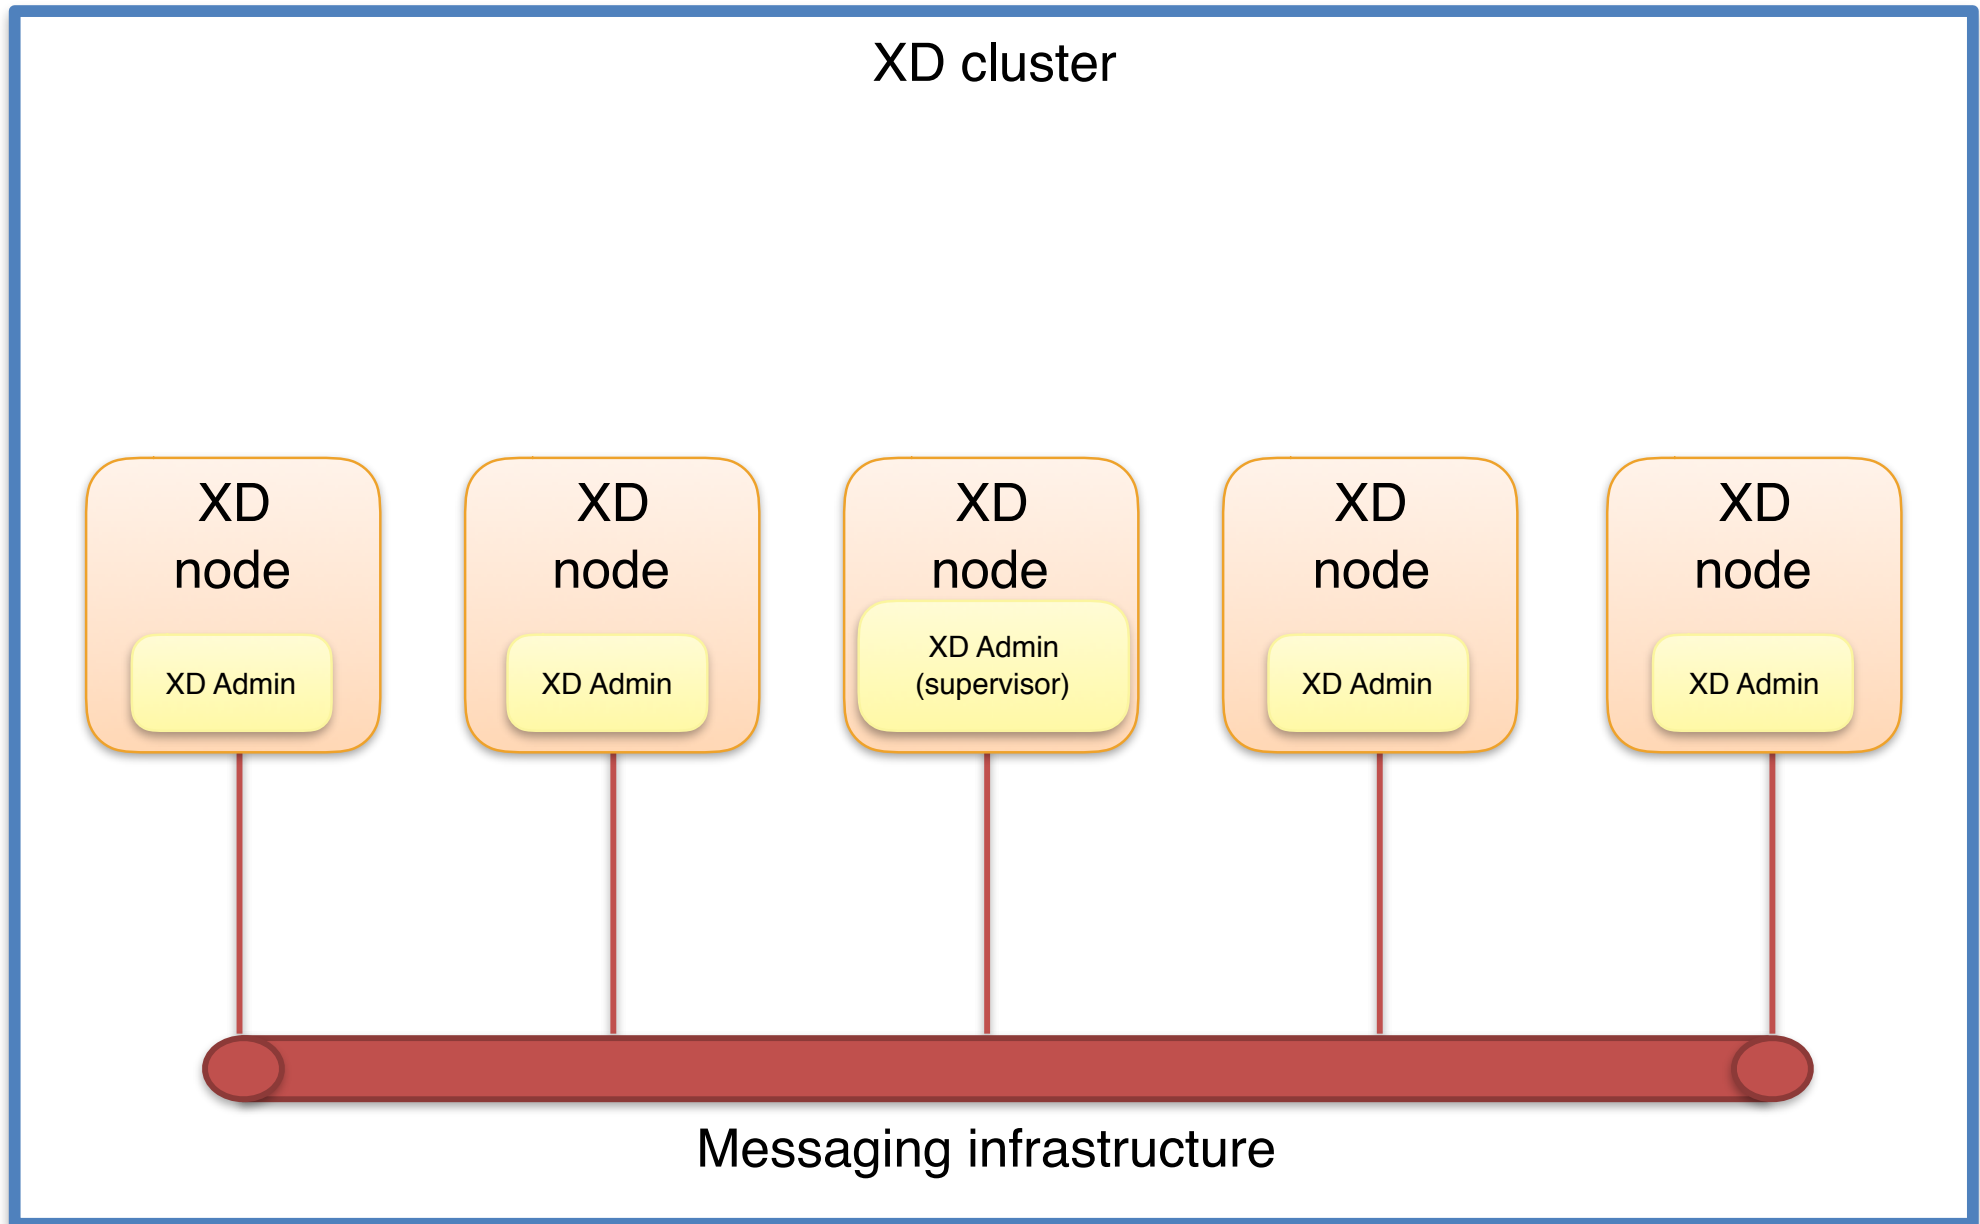 XD cluster
XD
node
XD Admin
XD
node
XD Admin
XD
node
XD Admin
(supervisor)
XD
node
XD Admin
XD
node
XD Admin
Messaging infrastructure